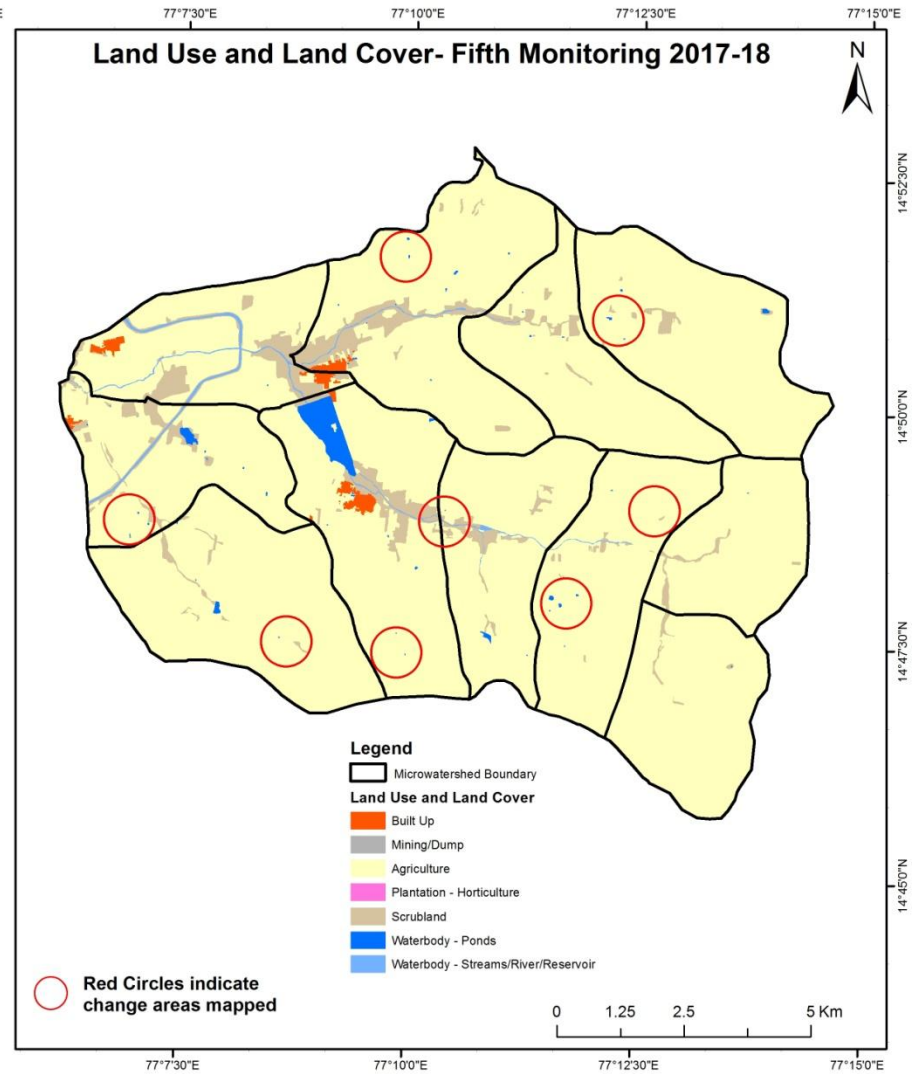 E
77°7'30"E
77°10'0"E
77°12'30"E
77°15'0"E
Land Use and Land Cover- Fifth Monitoring 2017-18
N
14°52'30"N
14°50'0"N
14°47'30"N
14°45'0"N
Legend
Microwatershed Boundary
Land Use and Land Cover
Built Up
Mining/Dump
Agriculture
Plantation - Horticulture
Scrubland
Waterbody - Ponds
Waterbody - Streams/River/Reservoir
Red Circles indicate
change areas mapped
0 1.25 2.5 5 Km
77°7'30"E
77°10'0"E
77°12'30"E
77°15'0"E